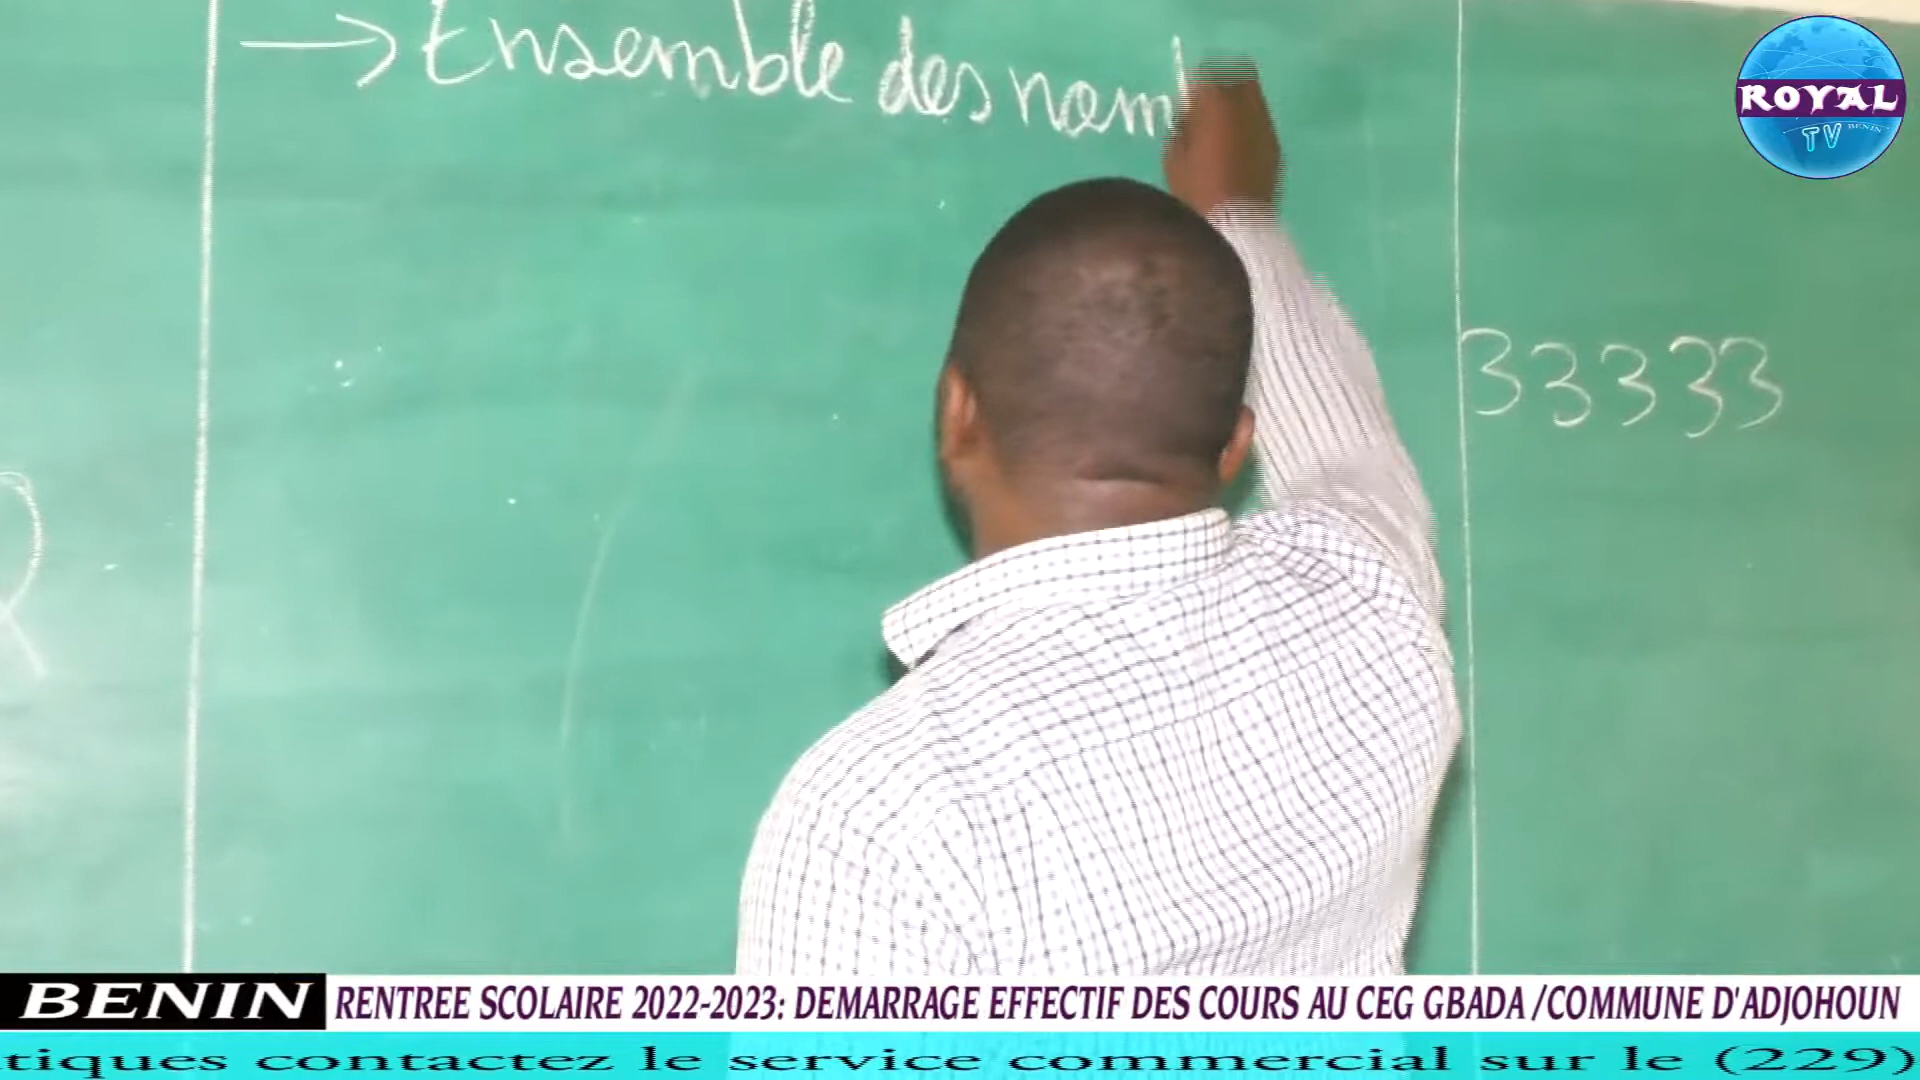 → Ensemble des nom
ROYAL
TV BENIN
33333
BENIN
RENTREE SCOLAIRE 2022-2023: DEMARRAGE EFFECTIF DES COURS AU CEG GBADA /COMMUNE D'ADJOHOUN
tiques contactez le service commercial sur le (229)